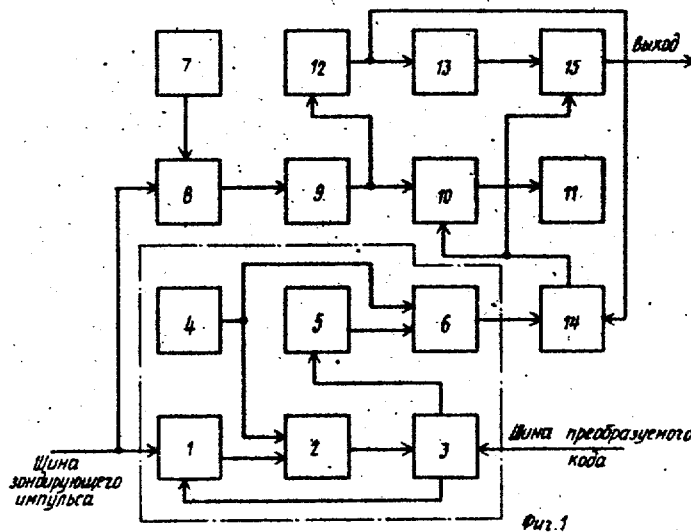 выход
7
12
13
15
8
9
10
11
4
5
6
14
1
2
3
Шина преобразуемого
кода
Шина
зондирующего
импульса
Фиг.1